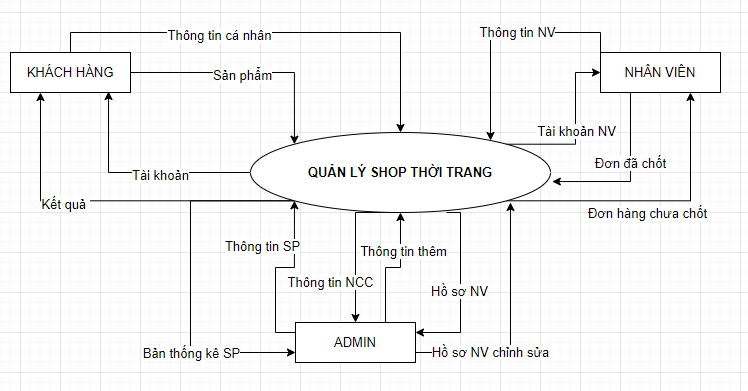 Thông tin cá nhân
Thông tin NV
KHÁCH HÀNG
Sản phẩm
NHÂN VIÊN
Tài khoản NV
Đơn đã chốt
QUẢN LÝ SHOP THỜI TRANG
Tài khoản
Kết quả
Đơn hàng chưa chốt
Thông tin SP
Thông tin thêm
Thông tin NCC
Hồ sơ NV
ADMIN
Bản thống kê SP
Hồ sơ NV chỉnh sửa